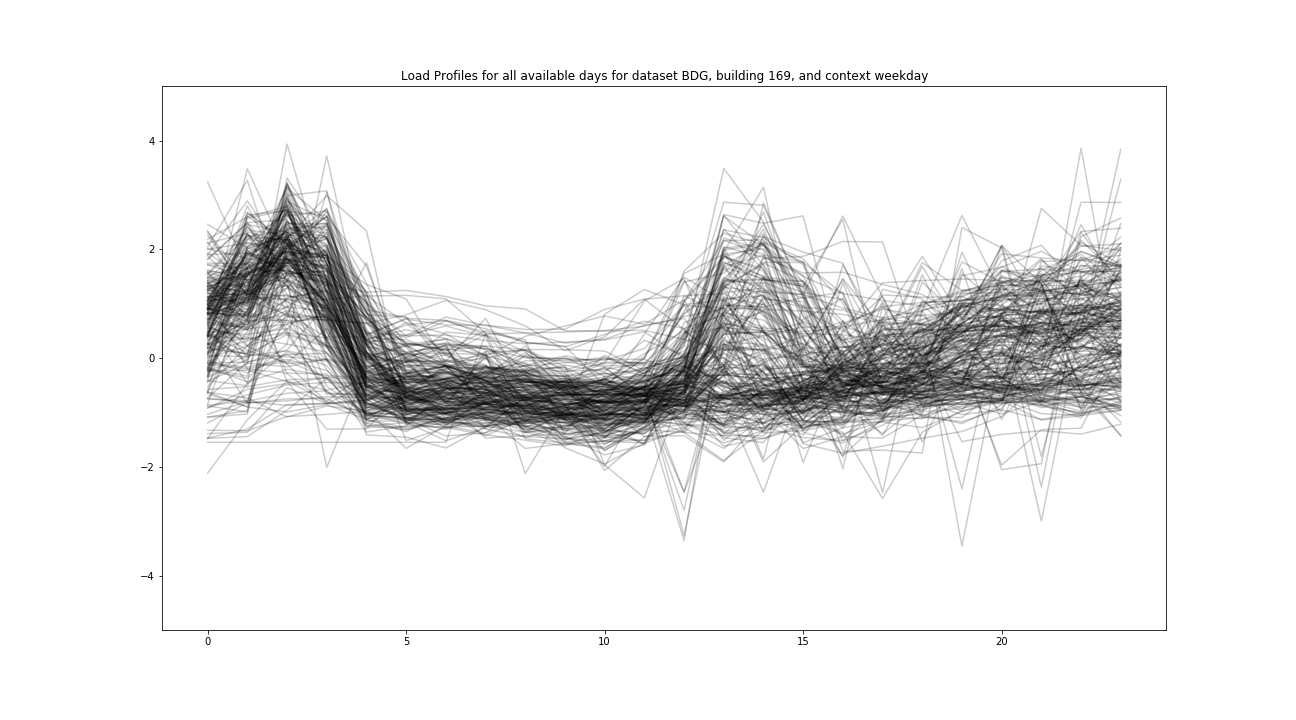 Load Profiles for all available days for dataset BDG, building 169, and context weekday
4
2
0
−2
−4
0 5 10 15 20